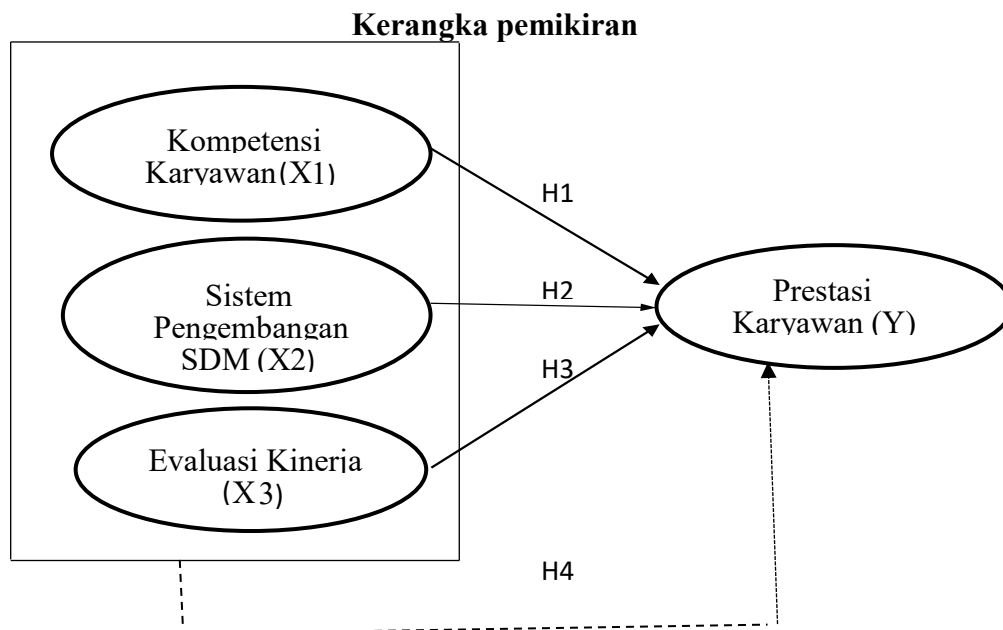 Kerangka pemikiran
Kompetensi
Karyawan (X1)
H1
Sistem
Pengembangan
SDM (X2)
H2
Prestasi
Karyawan (Y)
H3
Evaluasi Kinerja
(X3)
H4